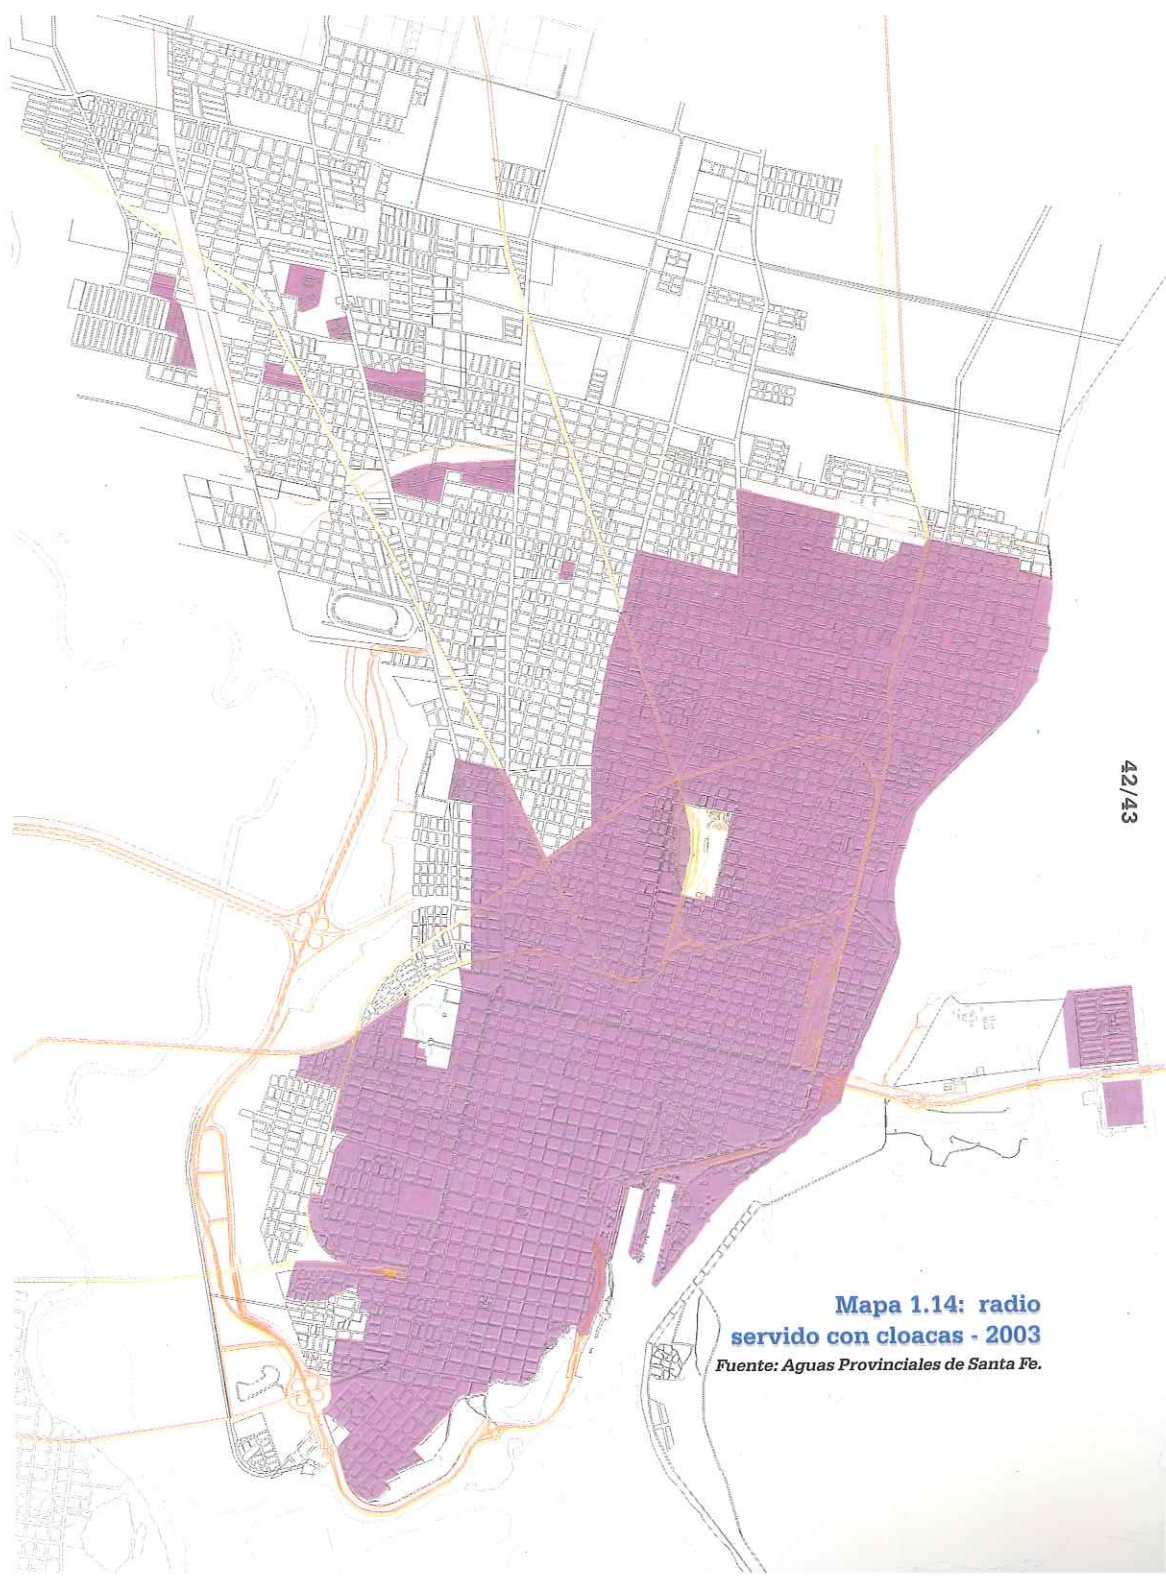 42/43
Mapa 1.14: radio
servido con cloacas - 2003
Fuente: Aguas Provinciales de Santa Fe.